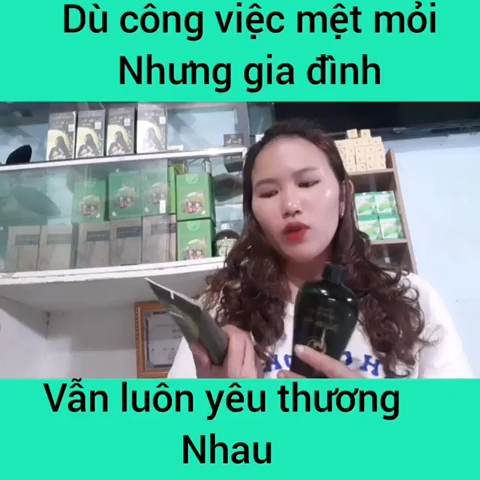 Dù công việc mệt mỏi
Nhưng gia đình
Vẫn luôn yêu thương
Nhau